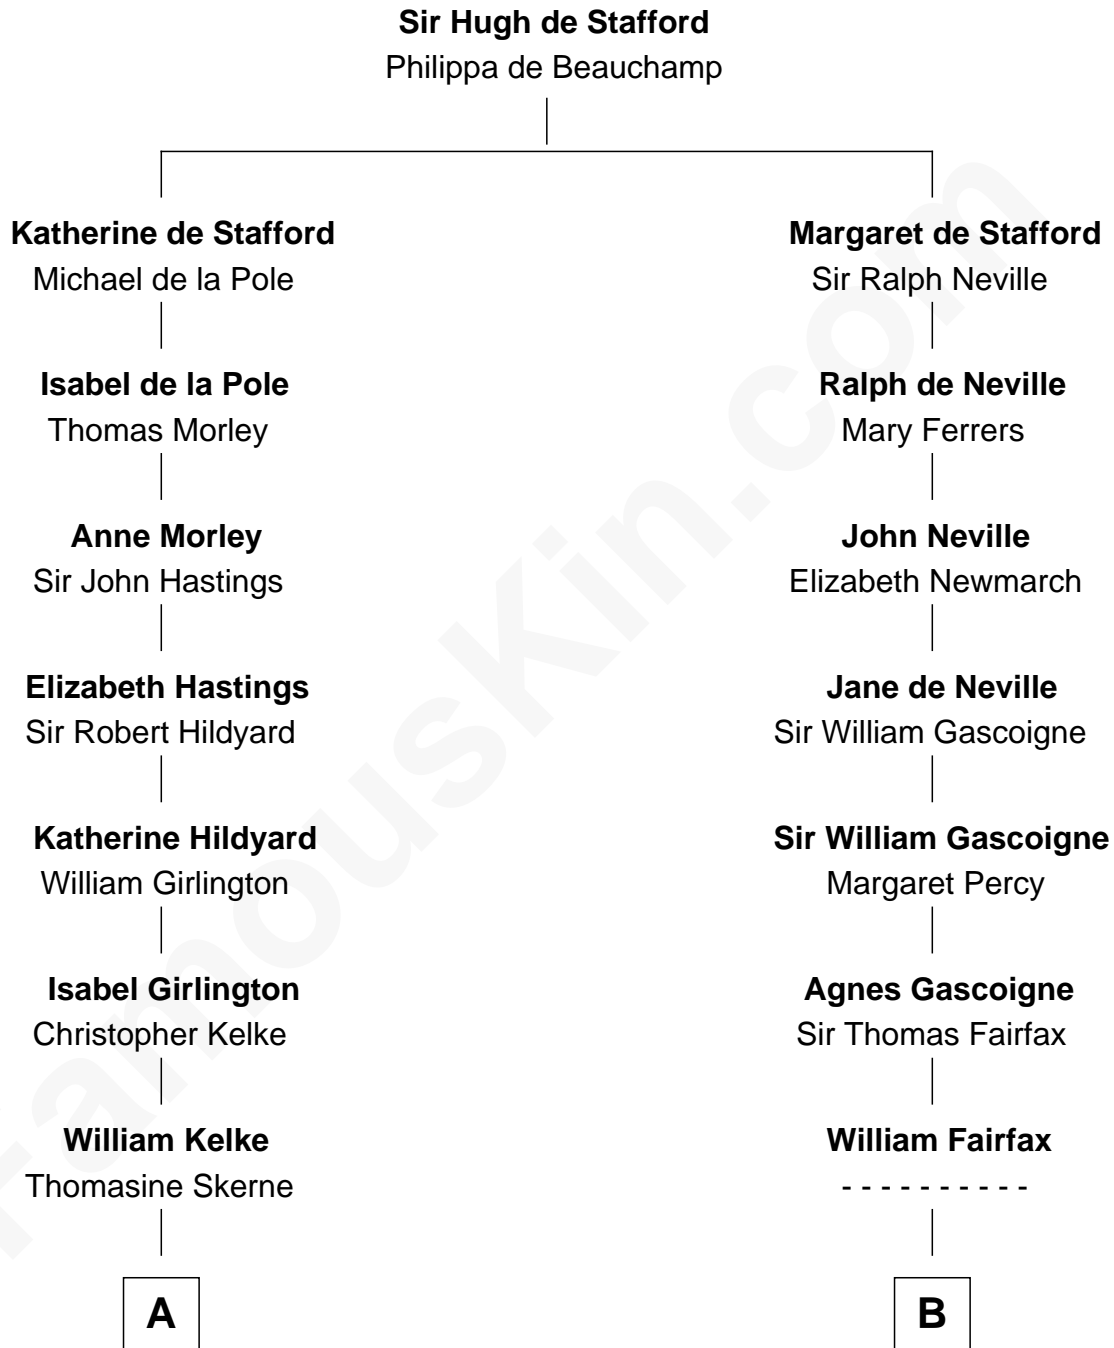 Sir Hugh de Stafford
Philippa de Beauchamp
Katherine de Stafford
Michael de la Pole
Margaret de Stafford
Sir Ralph Neville
Isabel de la Pole
Thomas Morley
Ralph de Neville
Mary Ferrers
Anne Morley
Sir John Hastings
John Neville
Elizabeth Newmarch
Elizabeth Hastings
Sir Robert Hildyard
Jane de Neville
Sir William Gascoigne
Katherine Hildyard
William Girlington
Sir William Gascoigne
Margaret Percy
Isabel Girlington
Christopher Kelke
Agnes Gascoigne
Sir Thomas Fairfax
William Kelke
Thomasine Skerne
William Fairfax
- - - - - - - - - -
A
B
FamousKin.com